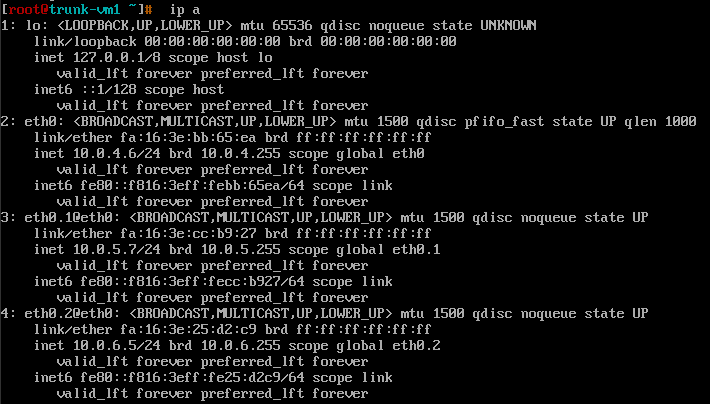 [root@trunk-vm1 ~]#  ip a
1: lo: <LOOPBACK,UP,LOWER_UP> mtu 65536 qdisc noqueue state UNKNOWN
    link/loopback 00:00:00:00:00:00 brd 00:00:00:00:00:00
    inet 127.0.0.1/8 scope host lo
       valid_lft forever preferred_lft forever
    inet6 ::1/128 scope host
       valid_lft forever preferred_lft forever
2: eth0: <BROADCAST,MULTICAST,UP,LOWER_UP> mtu 1500 qdisc pfifo_fast state UP qlen 1000
    link/ether fa:16:3e:bb:65:ea brd ff:ff:ff:ff:ff:ff
    inet 10.0.4.6/24 brd 10.0.4.255 scope global eth0
       valid_lft forever preferred_lft forever
    inet6 fe80::f816:3eff:febb:65ea/64 scope link
       valid_lft forever preferred_lft forever
3: eth0.1@eth0: <BROADCAST,MULTICAST,UP,LOWER_UP> mtu 1500 qdisc noqueue state UP
    link/ether fa:16:3e:cc:b9:27 brd ff:ff:ff:ff:ff:ff
    inet 10.0.5.7/24 brd 10.0.5.255 scope global eth0.1
       valid_lft forever preferred_lft forever
    inet6 fe80::f816:3eff:fecc:b927/64 scope link
       valid_lft forever preferred_lft forever
4: eth0.2@eth0: <BROADCAST,MULTICAST,UP,LOWER_UP> mtu 1500 qdisc noqueue state UP
    link/ether fa:16:3e:25:d2:c9 brd ff:ff:ff:ff:ff:ff
    inet 10.0.6.5/24 brd 10.0.6.255 scope global eth0.2
       valid_lft forever preferred_lft forever
    inet6 fe80::f816:3eff:fe25:d2c9/64 scope link
       valid_lft forever preferred_lft forever